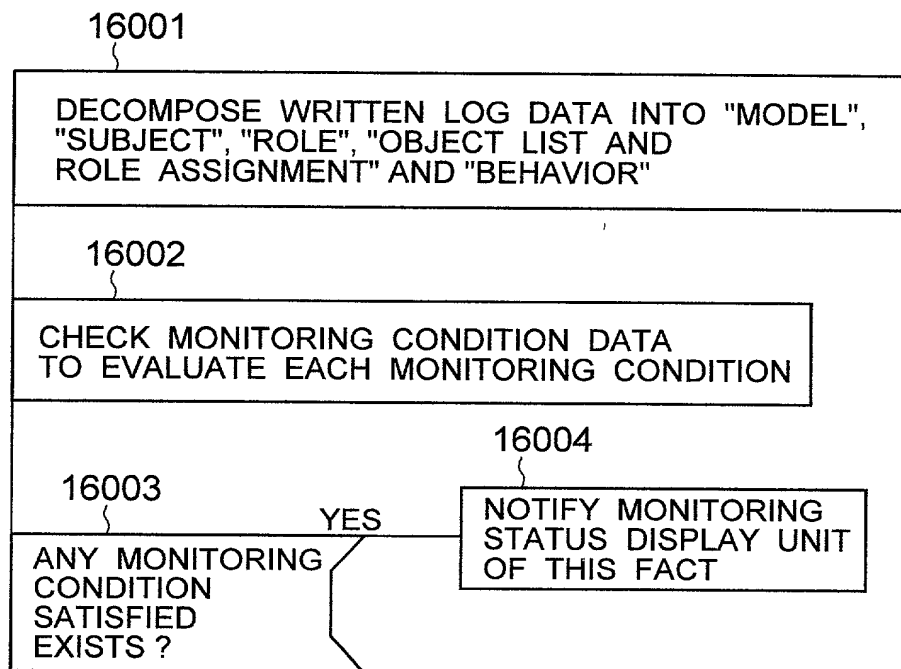 16001
DECOMPOSE WRITTEN LOG DATA INTO "MODEL",
"SUBJECT", "ROLE", "OBJECT LIST AND
ROLE ASSIGNMENT" AND "BEHAVIOR"
16002
CHECK MONITORING CONDITION DATA
TO EVALUATE EACH MONITORING CONDITION
16003
YES
ANY MONITORING
CONDITION
SATISFIED
EXISTS ?
16004
NOTIFY MONITORING
STATUS DISPLAY UNIT
OF THIS FACT